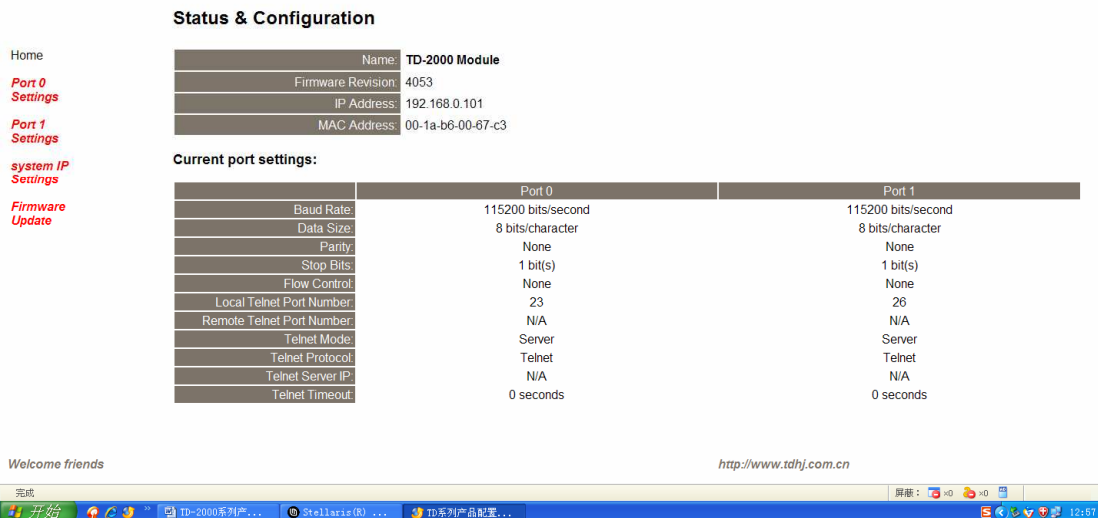 Status & Configuration
Home
Port 0
Settings
Port 1
Settings
system IP
Settings
Firmware
Update
Name: TD-2000 Module
Firmware Revision: 4053
IP Address: 192.168.0.101
MAC Address: 00-1a-b6-00-67-c3
Current port settings:
Port 0 Port 1
Baud Rate: 115200 bits/second 115200 bits/second
Data Size: 8 bits/character 8 bits/character
Parity: None None
Stop Bits: 1 bit(s) 1 bit(s)
Flow Control: None None
Local Telnet Port Number: 23 26
Remote Telnet Port Number: N/A N/A
Telnet Mode: Server Server
Telnet Protocol: Telnet Telnet
Telnet Server IP: N/A N/A
Telnet Timeout: 0 seconds 0 seconds
Welcome friends http://www.tdhj.com.cn
完成 屏蔽： ×0 ×0
开始 » TD-2000系列产... Stellaris(R) ... TD系列产品配置... 12:57